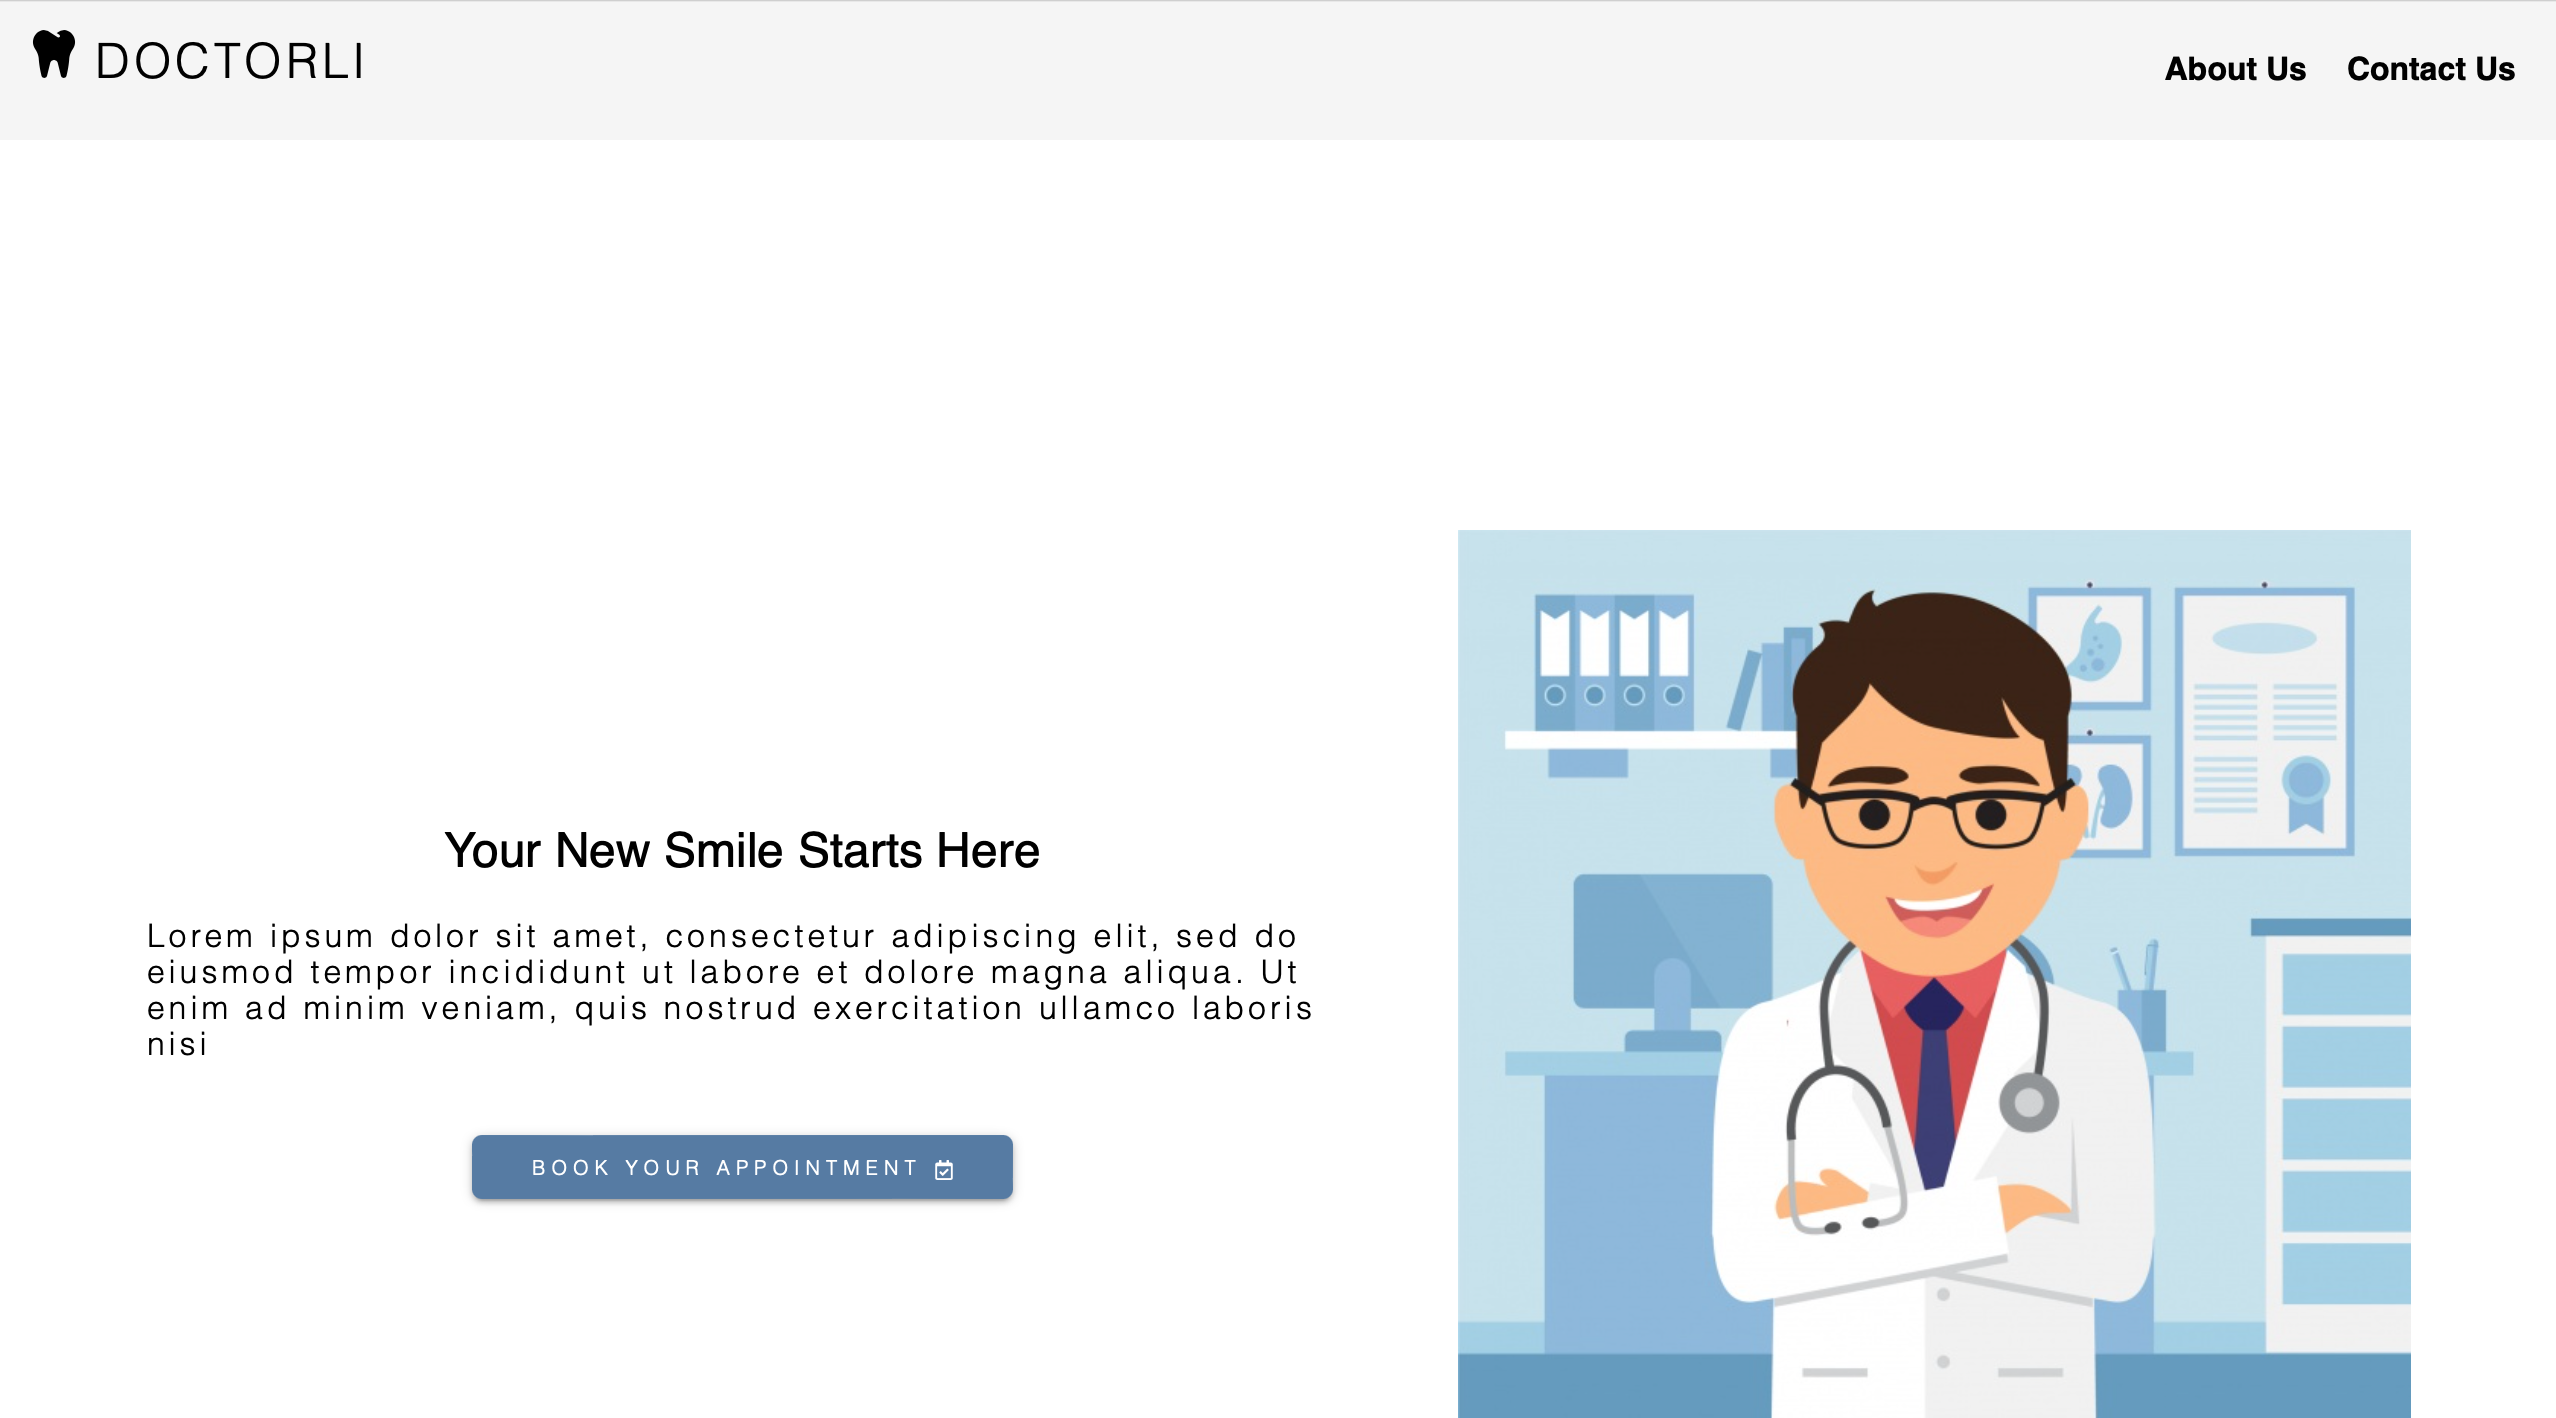 DOCTORLI
About Us
Contact Us
Your New Smile Starts Here
Lorem ipsum dolor sit amet, consectetur adipiscing elit, sed do
eiusmod tempor incididunt ut labore et dolore magna aliqua. Ut
enim ad minim veniam, quis nostrud exercitation ullamco laboris
nisi
BOOK YOUR APPOINTMENT